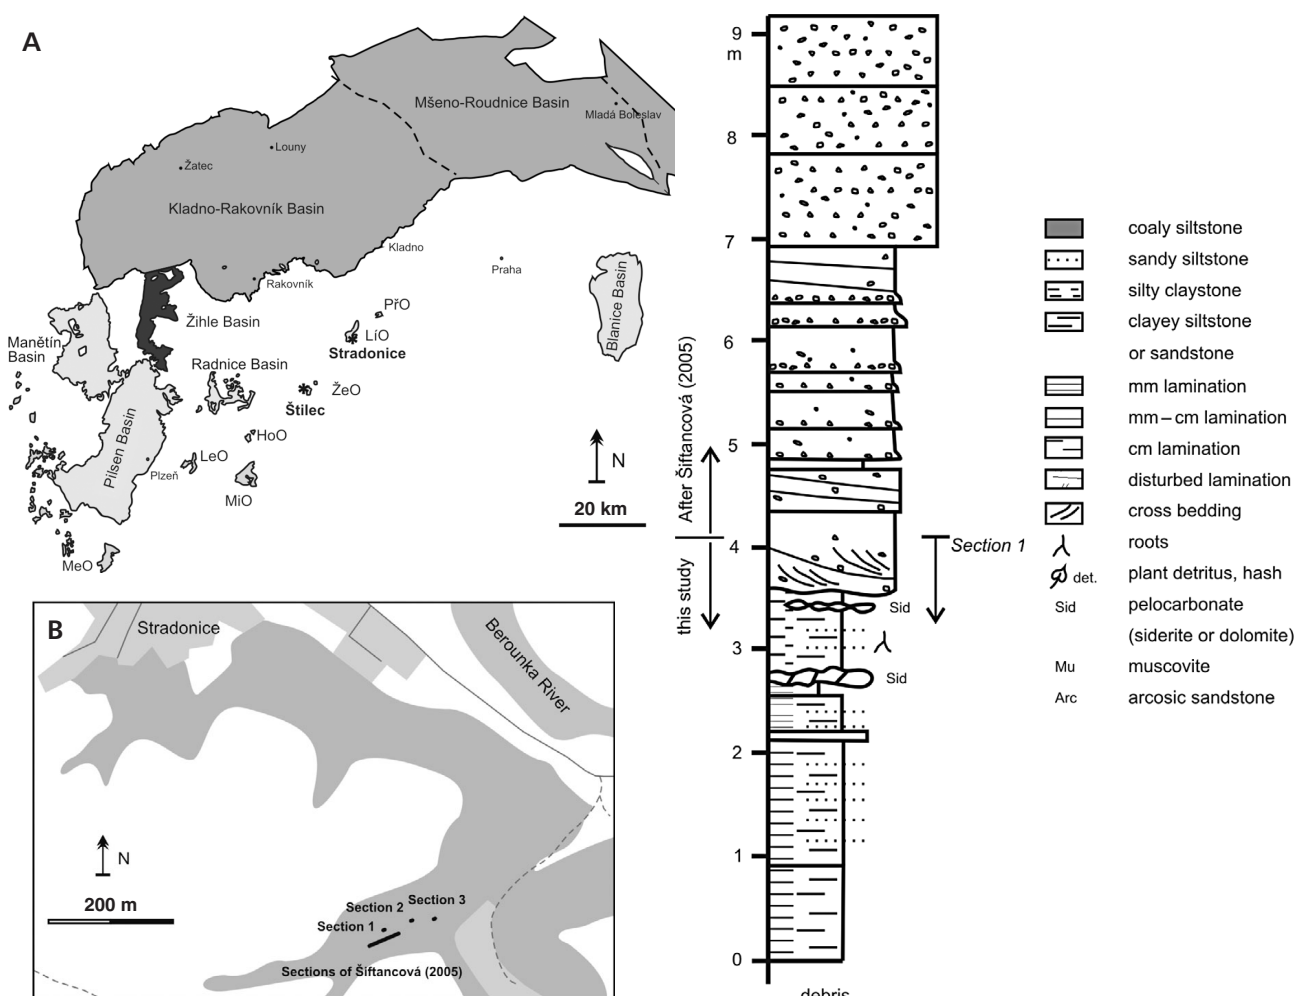 A
Mšeno-Roudnice Basin
Mladá Boleslav
Louny
Žatec
Kladno-Rakovník Basin
Kladno
Praha
Rakovník
Blanice Basin
PřO
Žihle Basin
LíO
Stradonice
Manětín
Basin
Radnice Basin
ŽeO
Štilec
Pilsen Basin
HoO
LeO
Plzeň
MiO
MeO
N
20 km
B
Stradonice
Berounka River
N
200 m
Section 3
Section 2
Section 1
Sections of Šiftancová (2005)
9
m
8
7
6
5
4
3
2
1
0
After Šiftancová (2005)
this study
Section 1
Sid
Sid
debris
coaly siltstone
sandy siltstone
silty claystone
clayey siltstone
or sandstone
mm lamination
mm – cm lamination
cm lamination
disturbed lamination
cross bedding
roots
det. plant detritus, hash
Sid pelocarbonate
(siderite or dolomite)
Mu muscovite
Arc arcosic sandstone